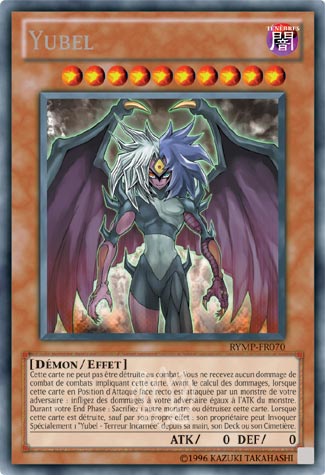 YUBEL
TÉNÈBRES
闇
RYMP-FR070
[DÉMON / EFFET]
Cette carte ne peut pas être détruite au combat. Vous ne recevez aucun dommage de
combat de combats impliquant cette carte. Avant le calcul des dommages, lorsque
cette carte en Position d'Attaque face recto est attaquée par un monstre de votre
adversaire : infligez des dommages à votre adversaire égaux à l'ATK du monstre.
Durant votre End Phase : Sacrifiez 1 autre monstre ou détruisez cette carte. Lorsque
cette carte est détruite, sauf par son propre effet : son propriétaire peut Invoquer
Spécialement 1 "Yubel - Terreur Incarnée" depuis sa main, son Deck ou son Cimetière.
ATK/ 0 DEF/ 0
©1996 KAZUKI TAKAHASHI